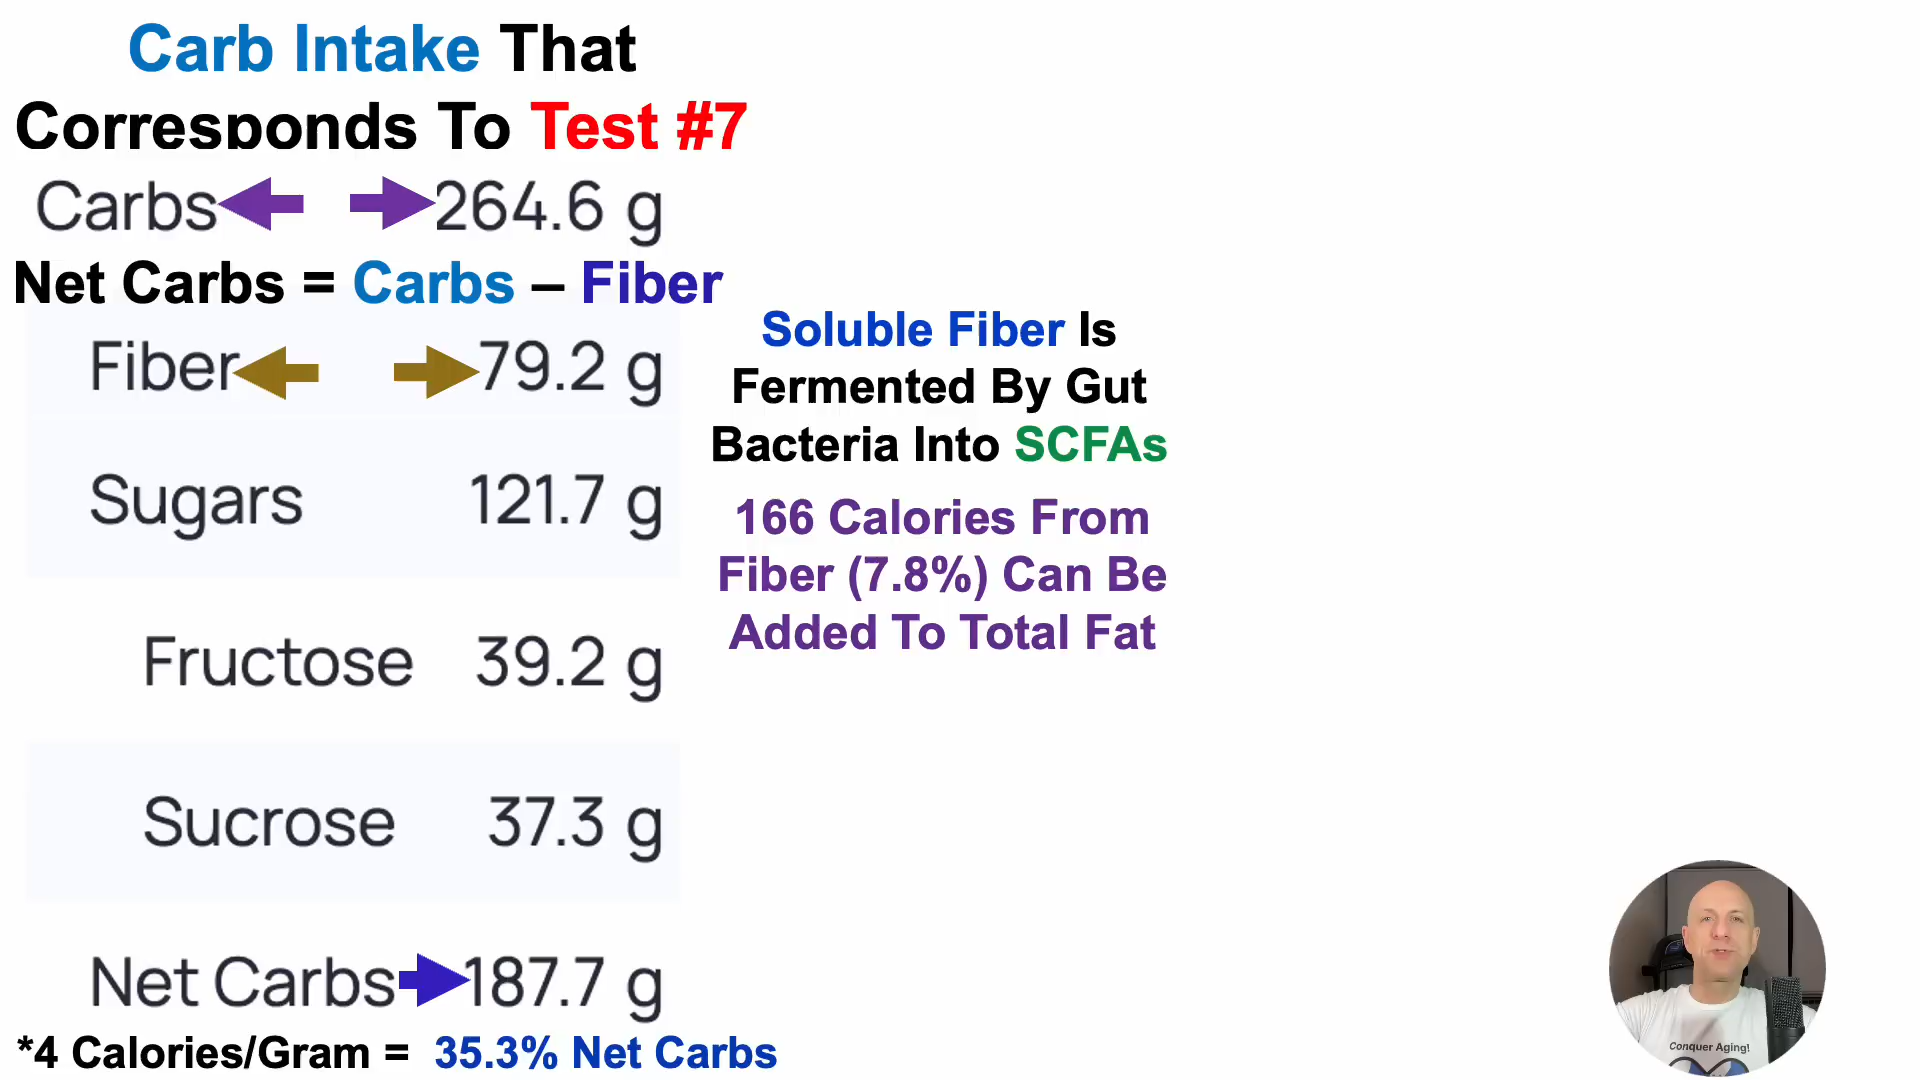 Carb Intake That
Corresponds To Test #7
Carbs 264.6 g
Net Carbs = Carbs – Fiber
Fiber 79.2 g
Sugars 121.7 g
Fructose 39.2 g
Sucrose 37.3 g
Net Carbs 187.7 g
*4 Calories/Gram = 35.3% Net Carbs
Soluble Fiber Is
Fermented By Gut
Bacteria Into SCFAs
166 Calories From
Fiber (7.8%) Can Be
Added To Total Fat
Conquer Aging!